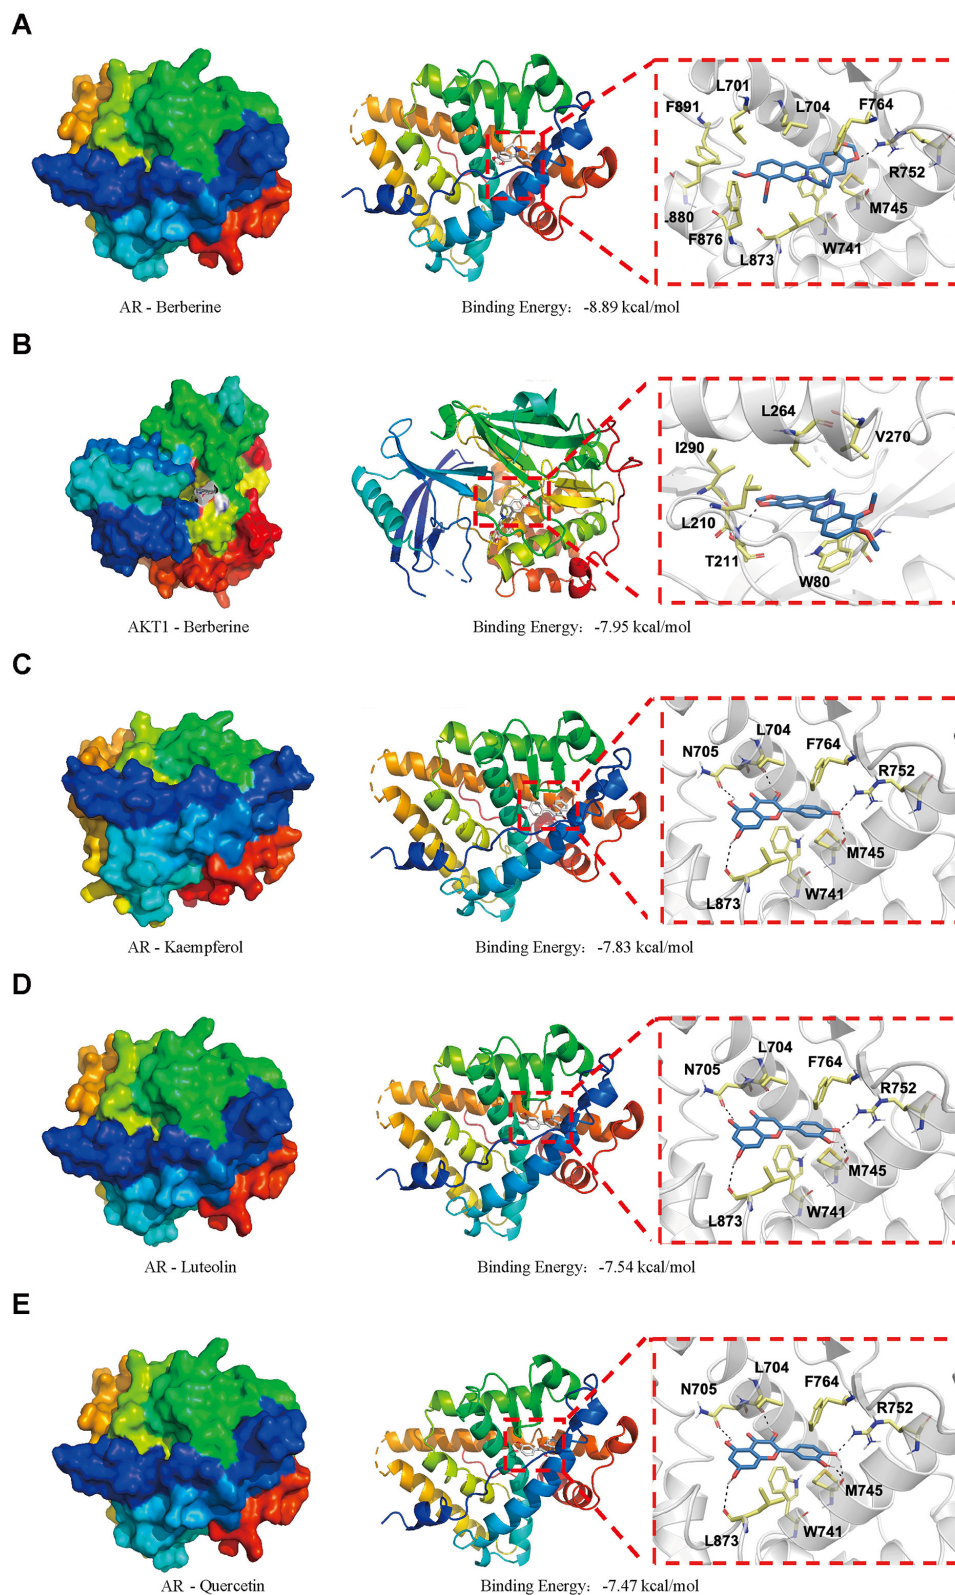 A
L701
F891
L704
F764
R752
M745
L880
F876
L873
W741
AR - Berberine
Binding Energy: -8.89 kcal/mol
B
L264
V270
I290
L210
T211
W80
AKT1 - Berberine
Binding Energy: -7.95 kcal/mol
C
L704
N705
F764
R752
M745
W741
L873
AR - Kaempferol
Binding Energy: -7.83 kcal/mol
D
L704
N705
F764
R752
M745
W741
L873
AR - Luteolin
Binding Energy: -7.54 kcal/mol
E
L704
N705
F764
R752
M745
W741
L873
AR - Quercetin
Binding Energy: -7.47 kcal/mol